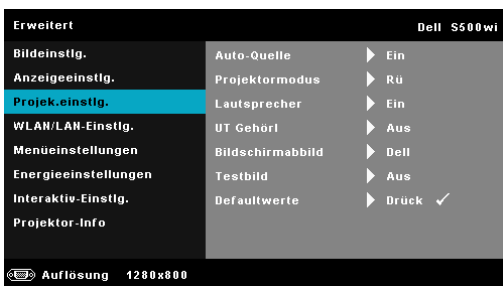 Erweitert Dell S500wi
Bildeinstlg. Auto-Quelle Ein
Anzeigeeinstlg. Projektormodus Rü
Projek.einstlg. Lautsprecher Ein
WLAN/LAN-Einstlg. UT Gehörl Aus
Menüeinstellungen Bildschirmabbild Dell
Energieeinstellungen Testbild Aus
Interaktiv-Einstlg. Defaultwerte Drück
Projektor-Info
Auflösung 1280x800